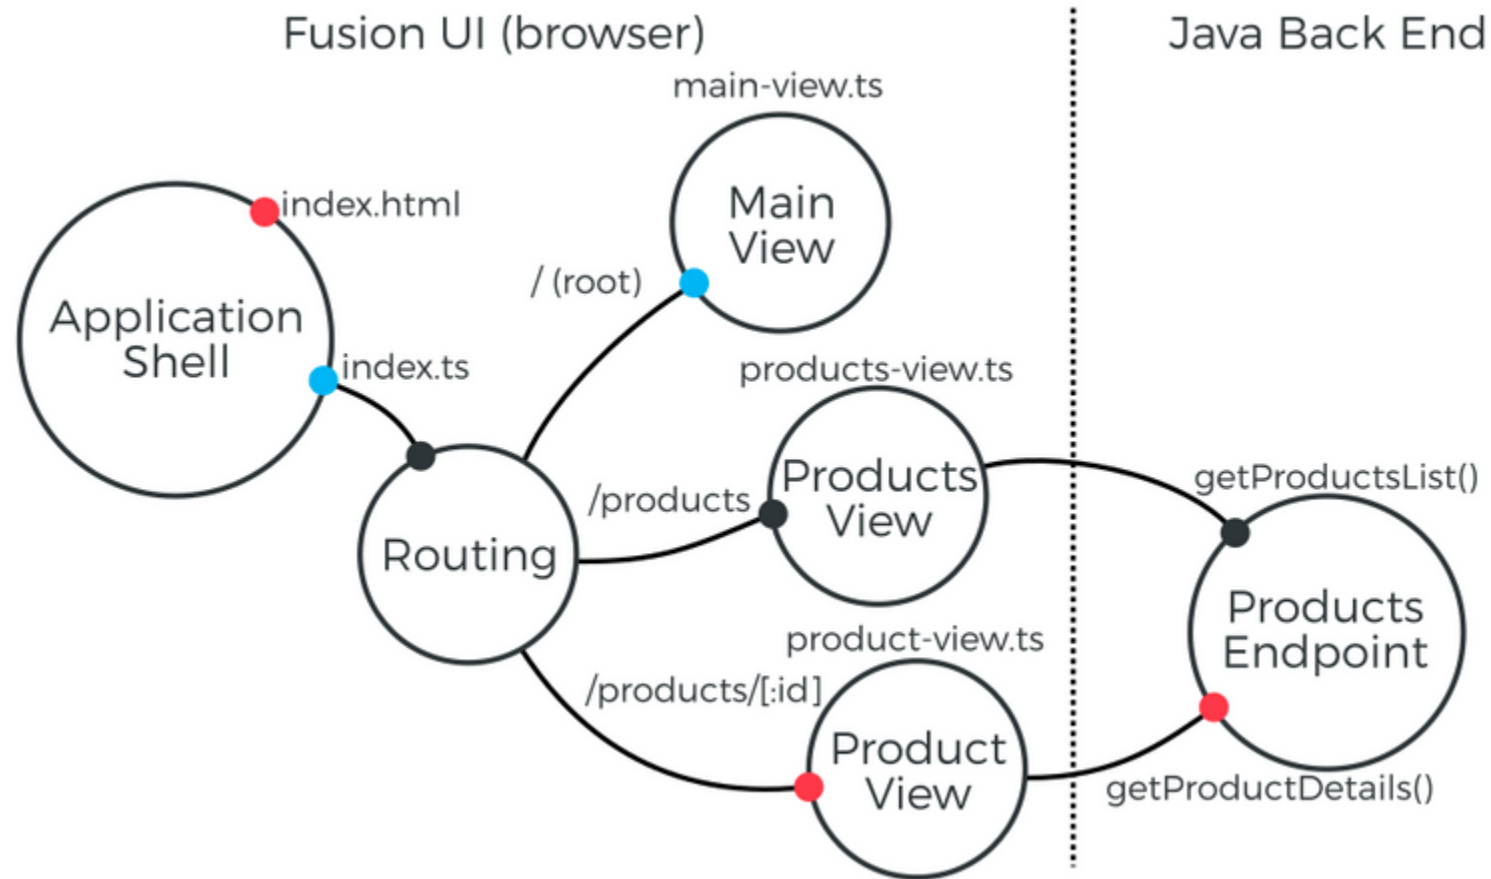 Fusion UI (browser)
Java Back End
main-view.ts
Main
View
index.html
/ (root)
Application
Shell
index.ts
products-view.ts
Products
View
/products
getProductsList()
Routing
Products
Endpoint
product-view.ts
/products/[:id]
Product
View
getProductDetails()